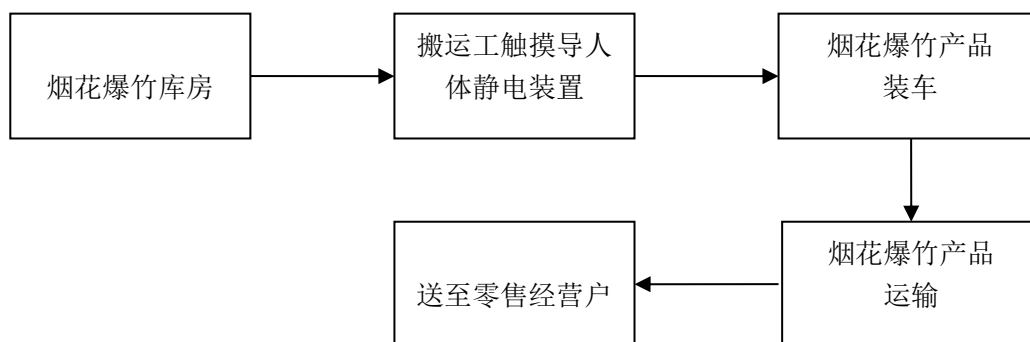 烟花爆竹库房
搬运工触摸导人
体静电装置
烟花爆竹产品
装车
烟花爆竹产品
运输
送至零售经营户